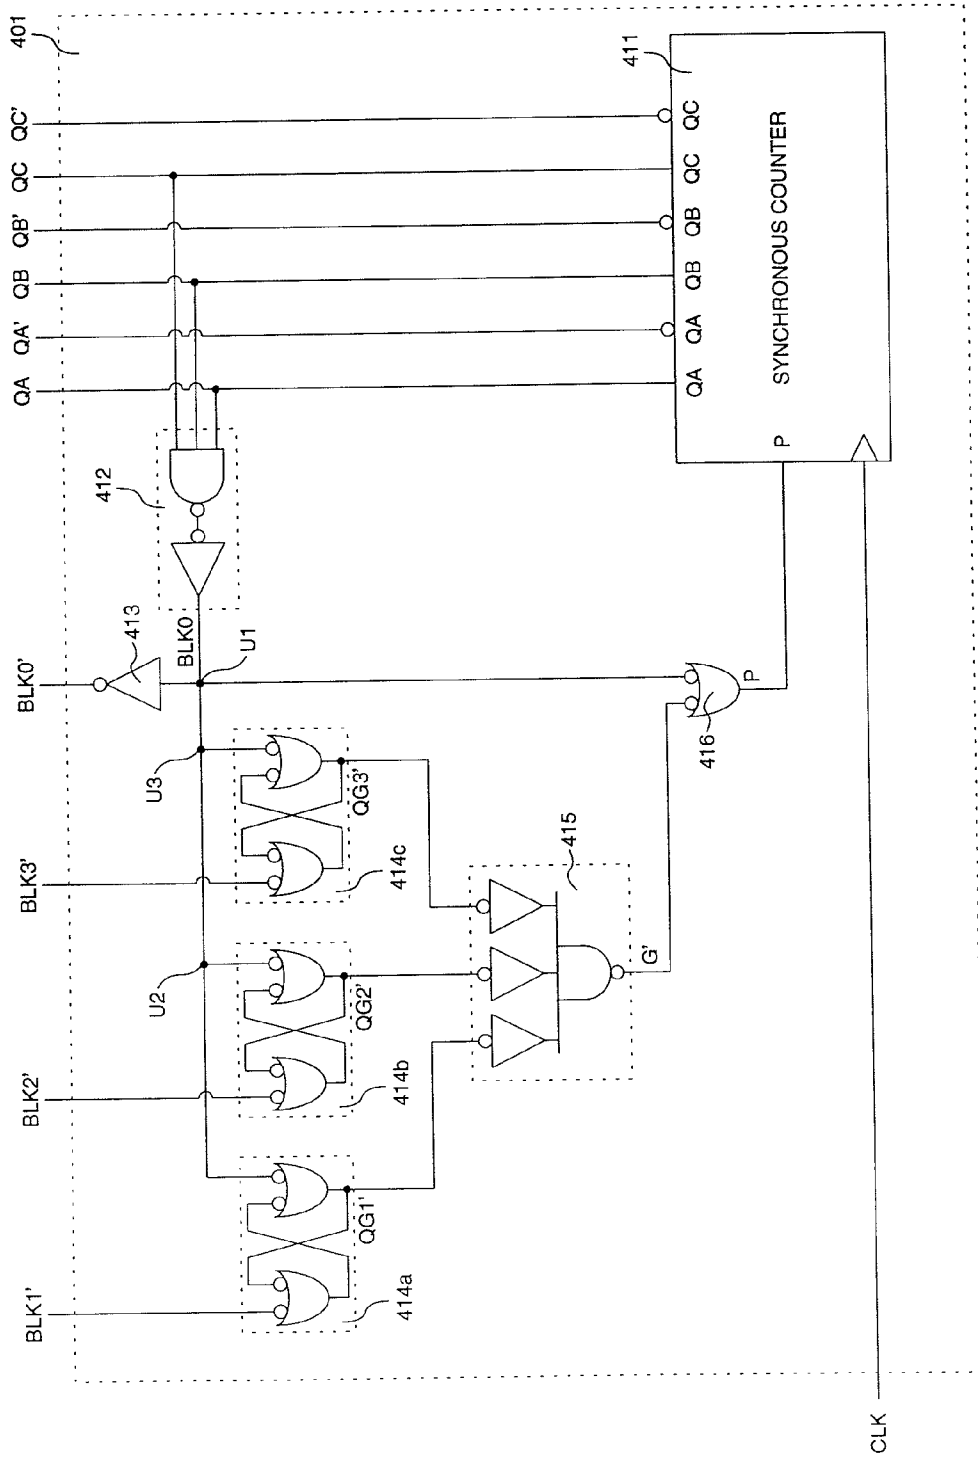 401
QA
QA'
QB
QB'
QC
QC'
BLK0'
BLK3'
BLK2'
BLK1'
412
413
BLK0
U1
U3
U2
QG3'
414c
QG2'
414b
QG1'
414a
415
G'
416
P
411
QA
QA
QB
QB
QC
QC
P
SYNCHRONOUS COUNTER
CLK